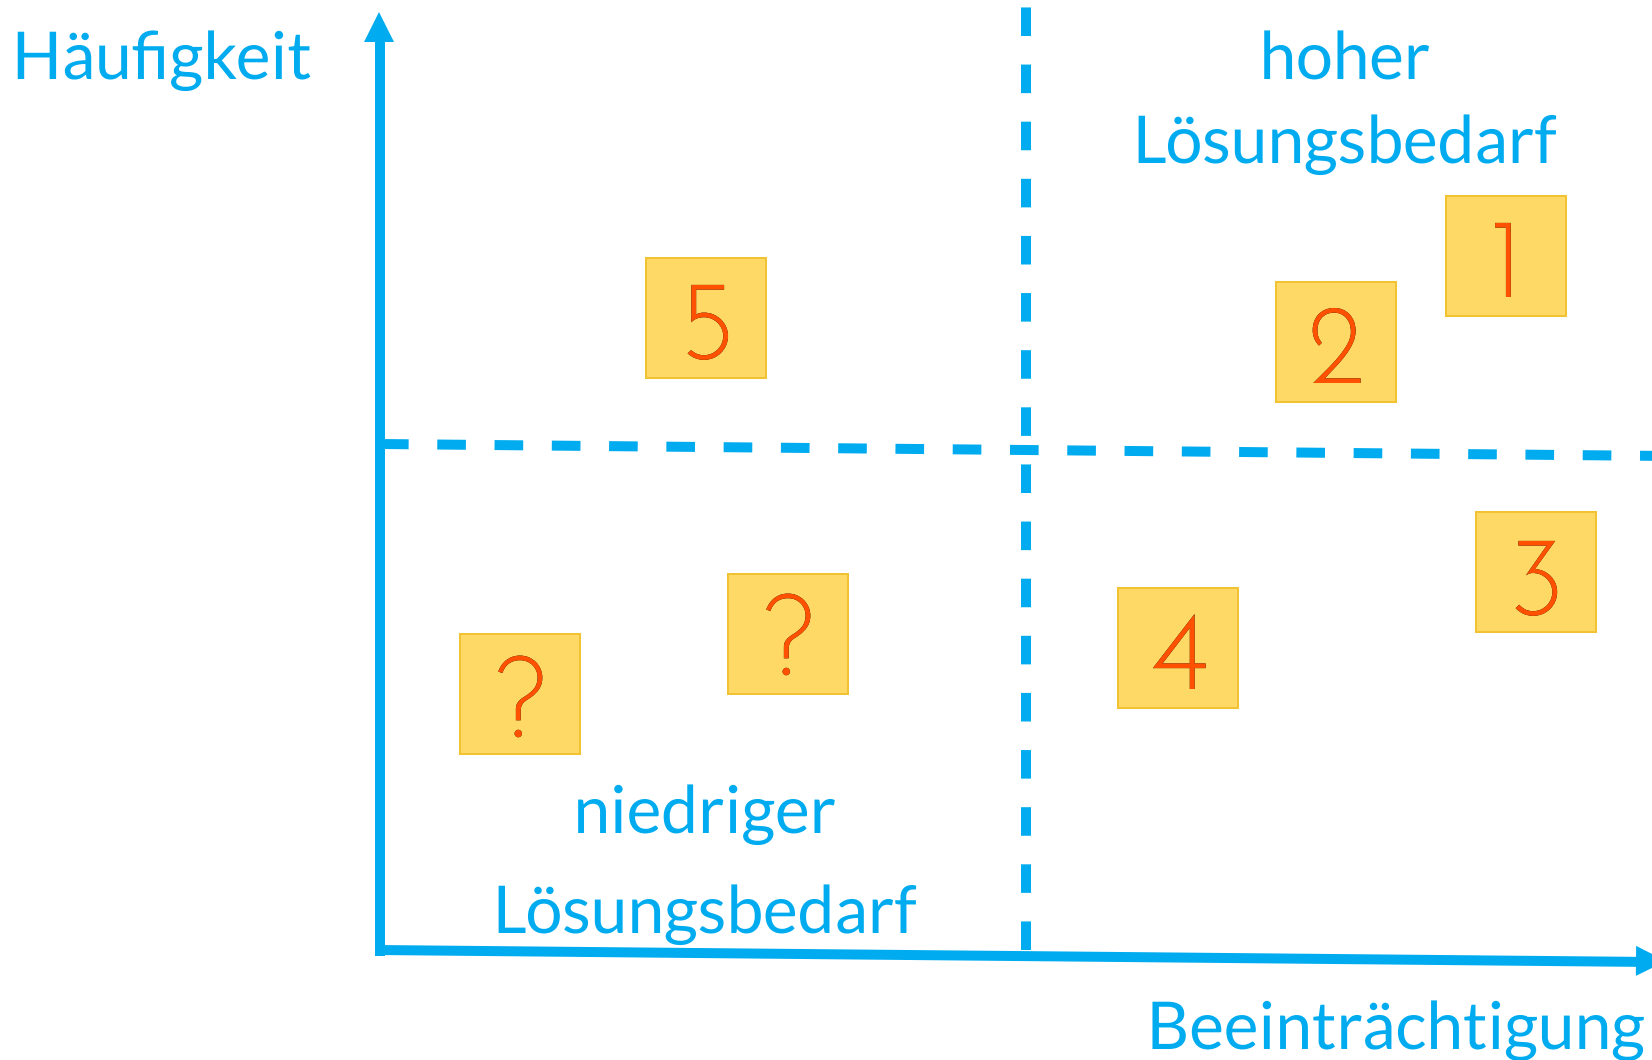 Häufigkeit
hoher
Lösungsbedarf
1
5
2
3
?
4
?
niedriger
Lösungsbedarf
Beeinträchtigung